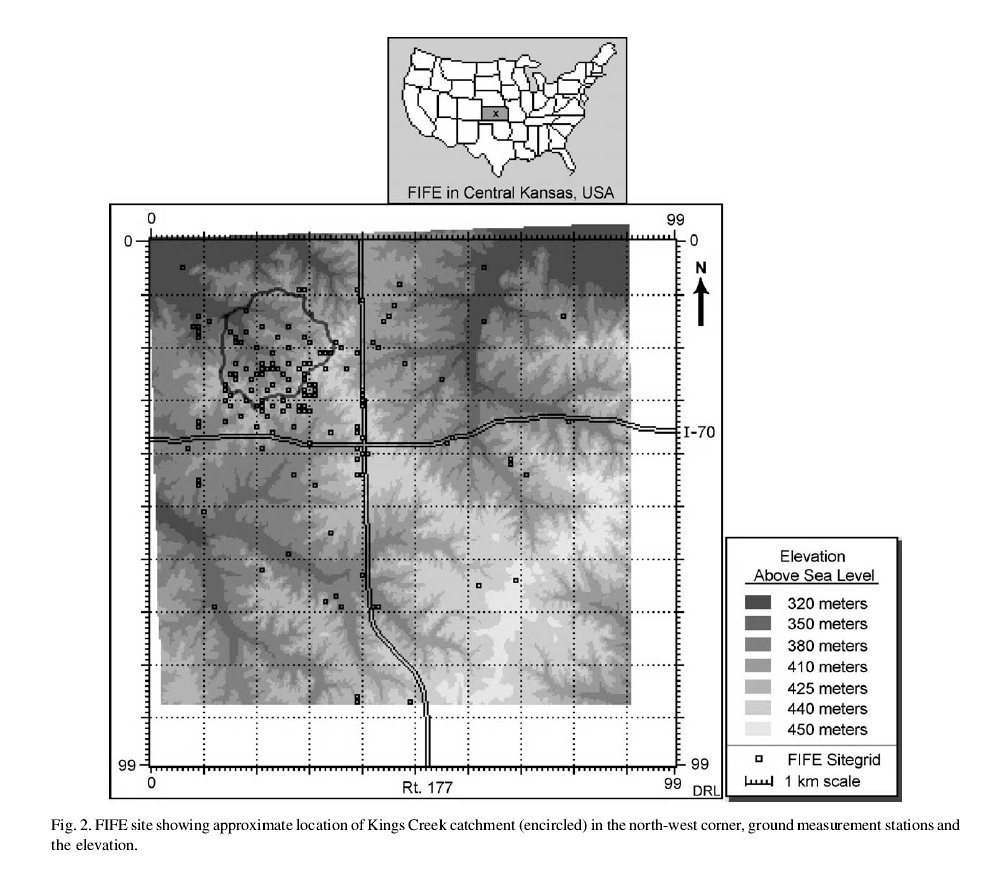 x
FIFE in Central Kansas, USA
0 99
0 0
N
I-70
99 99
0 Rt. 177 99
DRL
Elevation
Above Sea Level
320 meters
350 meters
380 meters
410 meters
425 meters
440 meters
450 meters
FIFE Sitegrid
1 km scale
Fig. 2. FIFE site showing approximate location of Kings Creek catchment (encircled) in the north-west corner, ground measurement stations and
the elevation.